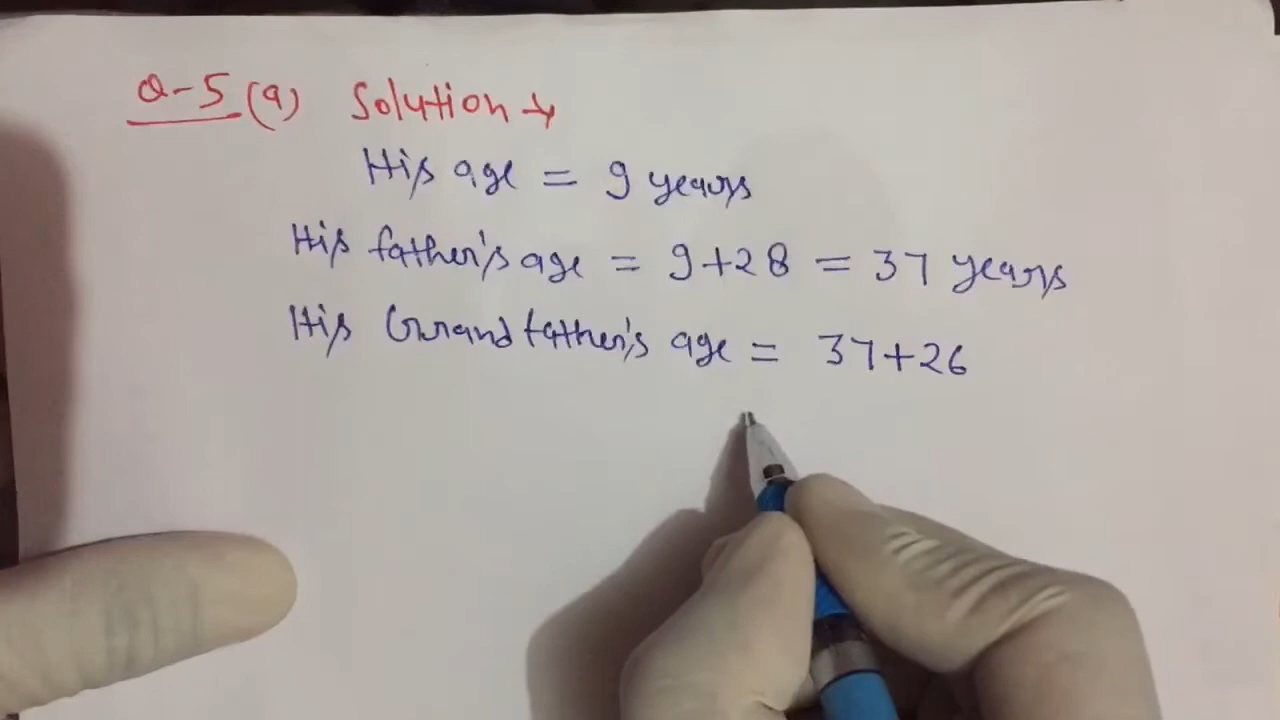 Q-5 (a) Solution →
His age = 9 years
His father's age = 9+28 = 37 years
His Grandfather's age = 37+26